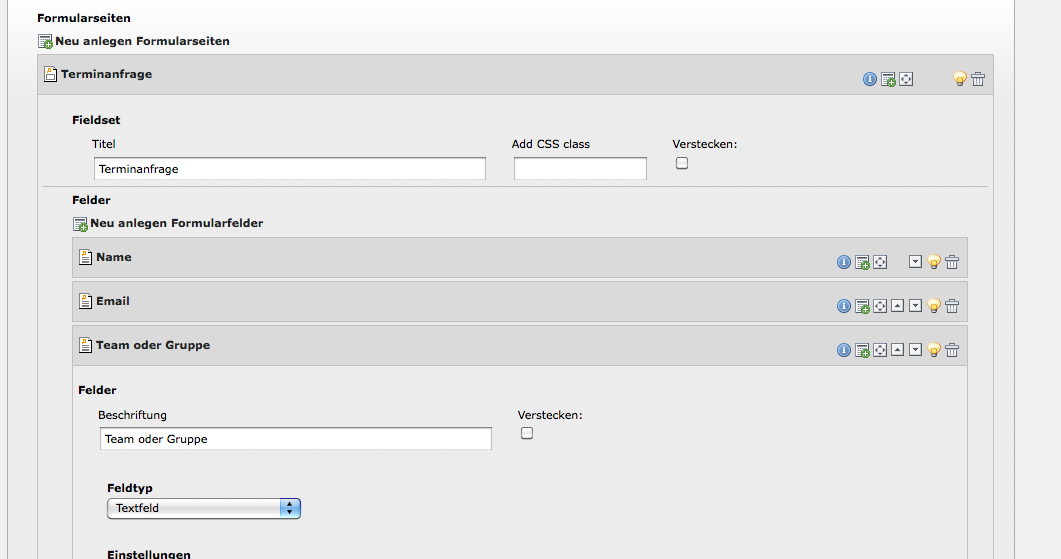 Formularseiten
Neu anlegen Formularseiten
Terminanfrage
Fieldset
Titel Add CSS class Verstecken:
Terminanfrage
Felder
Neu anlegen Formularfelder
Name
Email
Team oder Gruppe
Felder
Beschriftung Verstecken:
Team oder Gruppe
Feldtyp
Textfeld
Einstellungen